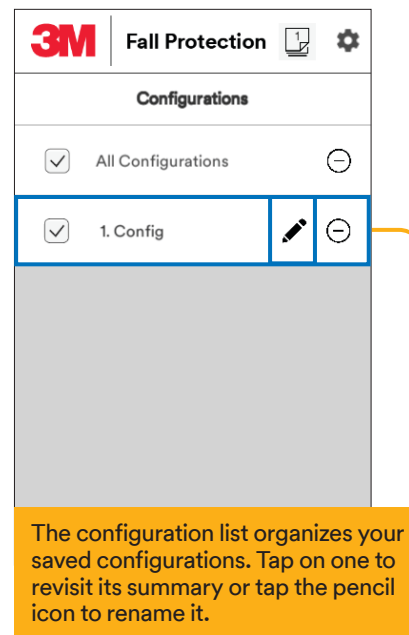 3M Fall Protection 1
Configurations
All Configurations
1. Config
The configuration list organizes your
saved configurations. Tap on one to
revisit its summary or tap the pencil
icon to rename it.